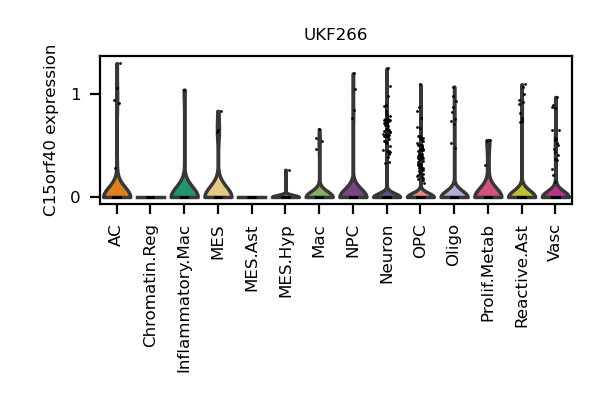 UKF266
C15orf40 expression
1
0
AC
Chromatin.Reg
Inflammatory.Mac
MES
MES.Ast
MES.Hyp
Mac
NPC
Neuron
OPC
Oligo
Prolif.Metab
Reactive.Ast
Vasc